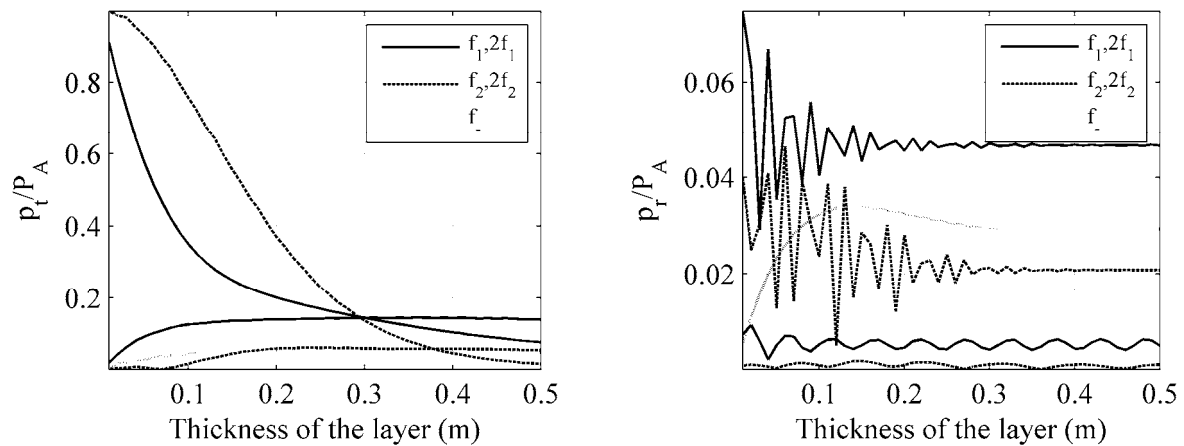 0.8
0.6
0.4
0.2
0.1 0.2 0.3 0.4 0.5
p_t/P_A
Thickness of the layer (m)
f_1,2f_1
f_2,2f_2
f_-
0.06
0.04
0.02
0.1 0.2 0.3 0.4 0.5
p_r/P_A
Thickness of the layer (m)
f_1,2f_1
f_2,2f_2
f_-